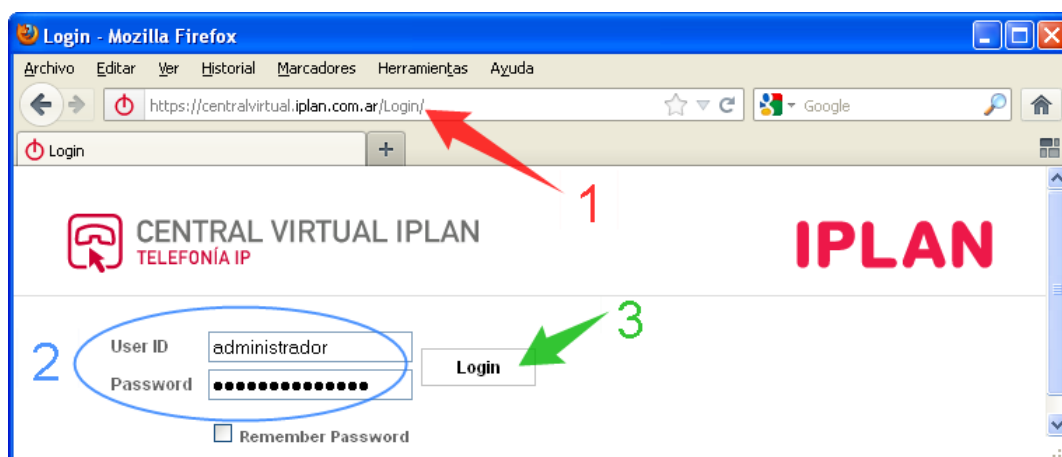 Login - Mozilla Firefox
Archivo Editar Ver Historial Marcadores Herramientas Ayuda
https://centralvirtual.iplan.com.ar/Login/ Google
Login
1
CENTRAL VIRTUAL IPLAN
TELEFONÍA IP
IPLAN
2
User ID administrador
Password ••••••••••••••
Login
3
Remember Password